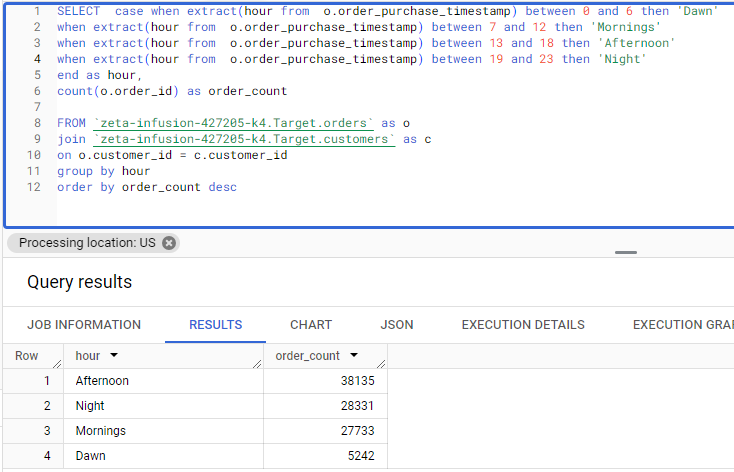 1 SELECT  case when extract(hour from  o.order_purchase_timestamp) between 0 and 6 then 'Dawn'
2 when extract(hour from  o.order_purchase_timestamp) between 7 and 12 then 'Mornings'
3 when extract(hour from  o.order_purchase_timestamp) between 13 and 18 then 'Afternoon'
4 when extract(hour from  o.order_purchase_timestamp) between 19 and 23 then 'Night'
5 end as hour,
6 count(o.order_id) as order_count
7
8 FROM `zeta-infusion-427205-k4.Target.orders` as o
9 join `zeta-infusion-427205-k4.Target.customers` as c
10 on o.customer_id = c.customer_id
11 group by hour
12 order by order_count desc
Processing location: US
Query results
JOB INFORMATION RESULTS CHART JSON EXECUTION DETAILS EXECUTION GRA
Row hour order_count
1 Afternoon 38135
2 Night 28331
3 Mornings 27733
4 Dawn 5242